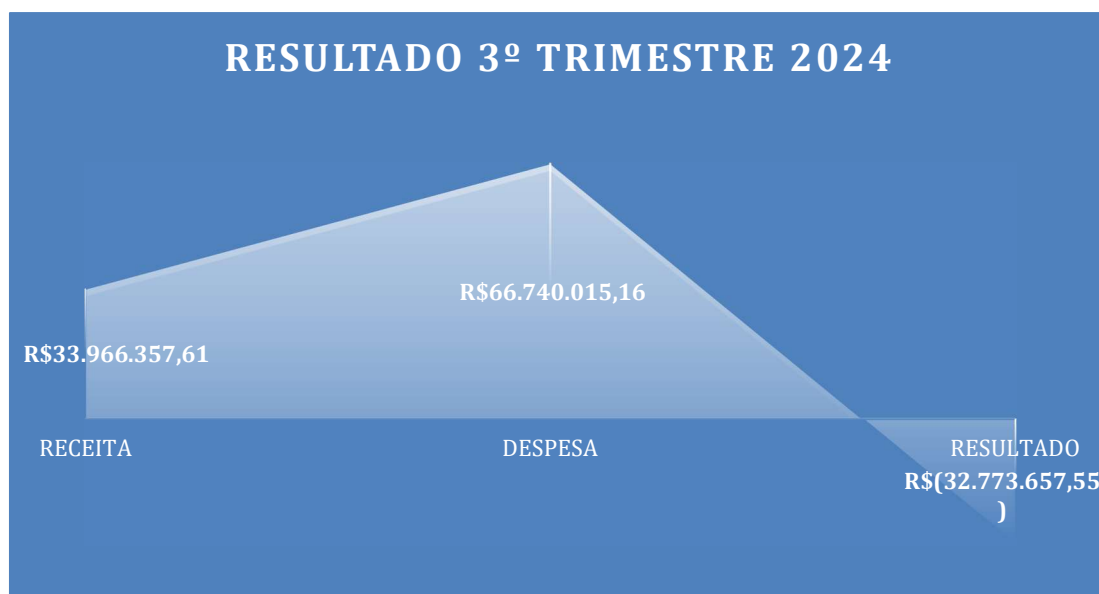 RESULTADO 3º TRIMESTRE 2024
R$66.740.015,16
R$33.966.357,61
RECEITA
DESPESA
RESULTADO
R$(32.773.657,55
)